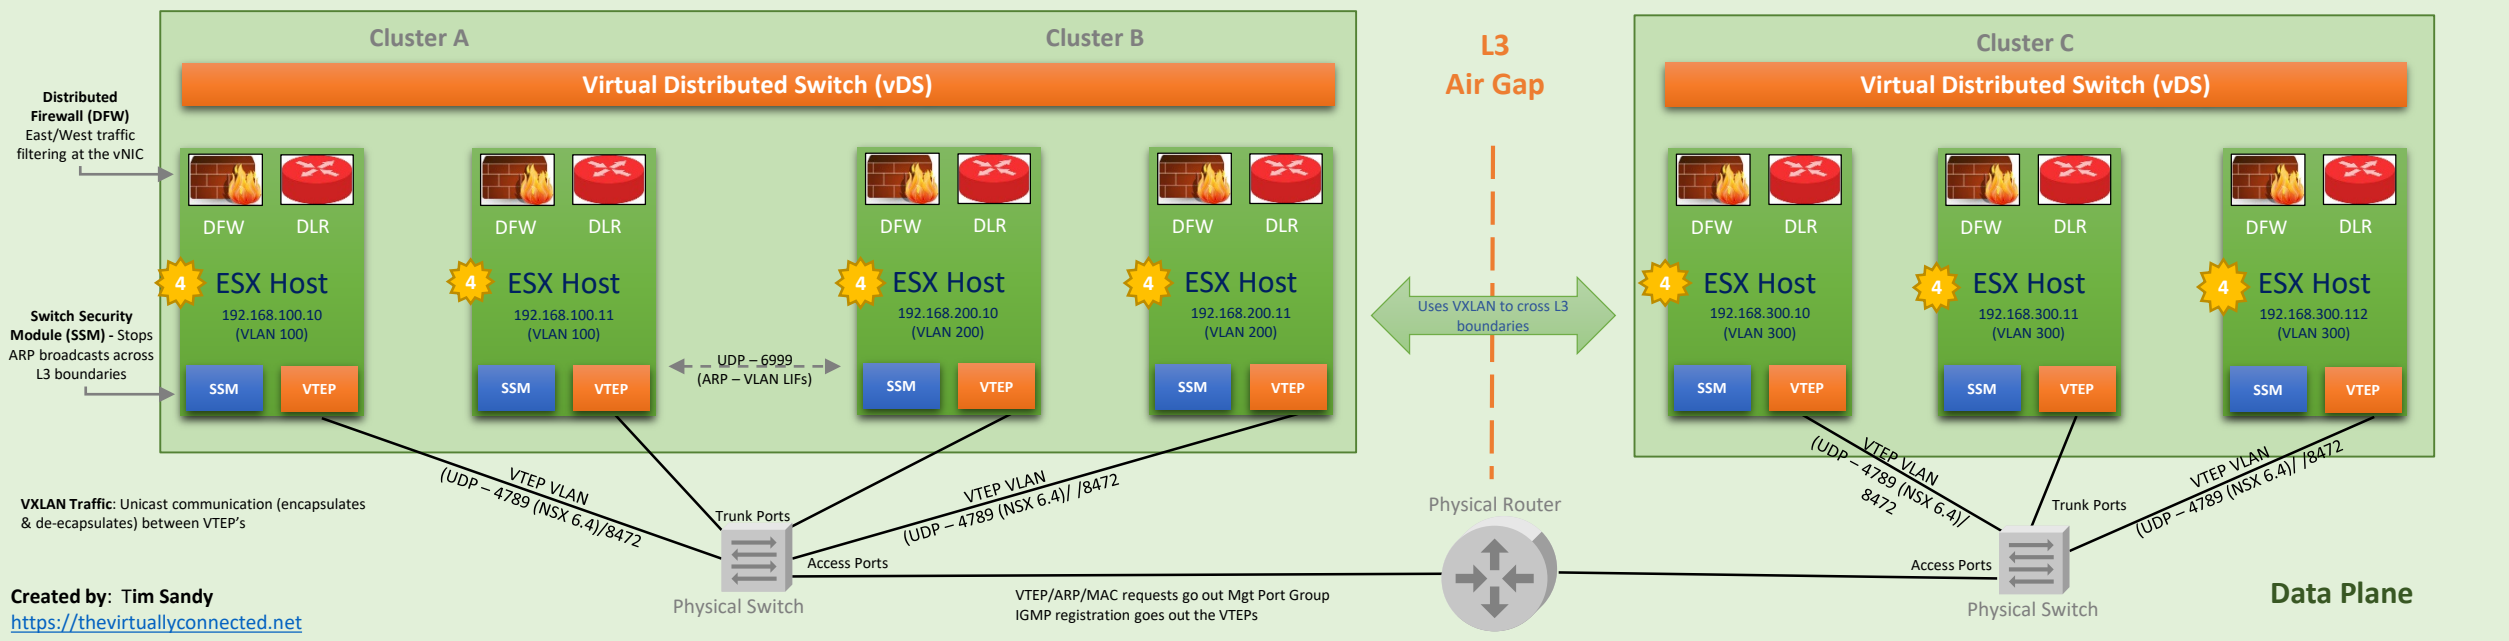 Cluster A
Cluster B
L3
Air Gap
Cluster C
Virtual Distributed Switch (vDS)
Virtual Distributed Switch (vDS)
Distributed
Firewall (DFW)
East/West traffic
filtering at the vNIC
DFW
DLR
DFW
DLR
DFW
DLR
DFW
DLR
DFW
DLR
DFW
DLR
DFW
DLR
4
ESX Host
192.168.100.10
(VLAN 100)
4
ESX Host
192.168.100.11
(VLAN 100)
4
ESX Host
192.168.200.10
(VLAN 200)
4
ESX Host
192.168.200.11
(VLAN 200)
Uses VXLAN to cross L3
boundaries
4
ESX Host
192.168.300.10
(VLAN 300)
4
ESX Host
192.168.300.11
(VLAN 300)
4
ESX Host
192.168.300.112
(VLAN 300)
Switch Security
Module (SSM) - Stops
ARP broadcasts across
L3 boundaries
UDP – 6999
(ARP – VLAN LIFs)
SSM
VTEP
SSM
VTEP
SSM
VTEP
SSM
VTEP
SSM
VTEP
SSM
VTEP
SSM
VTEP
VTEP VLAN
(UDP – 4789 (NSX 6.4)/8472
VTEP VLAN
(UDP – 4789 (NSX 6.4)/ /8472
VTEP VLAN
(UDP – 4789 (NSX 6.4)/
8472
VTEP VLAN
(UDP – 4789 (NSX 6.4)/ /8472
VXLAN Traffic: Unicast communication (encapsulates
& de-ecapsulates) between VTEP's
Trunk Ports
Access Ports
Physical Switch
Physical Router
VTEP/ARP/MAC requests go out Mgt Port Group
IGMP registration goes out the VTEPs
Trunk Ports
Access Ports
Physical Switch
Data Plane
Created by: Tim Sandy
https://thevirtuallyconnected.net